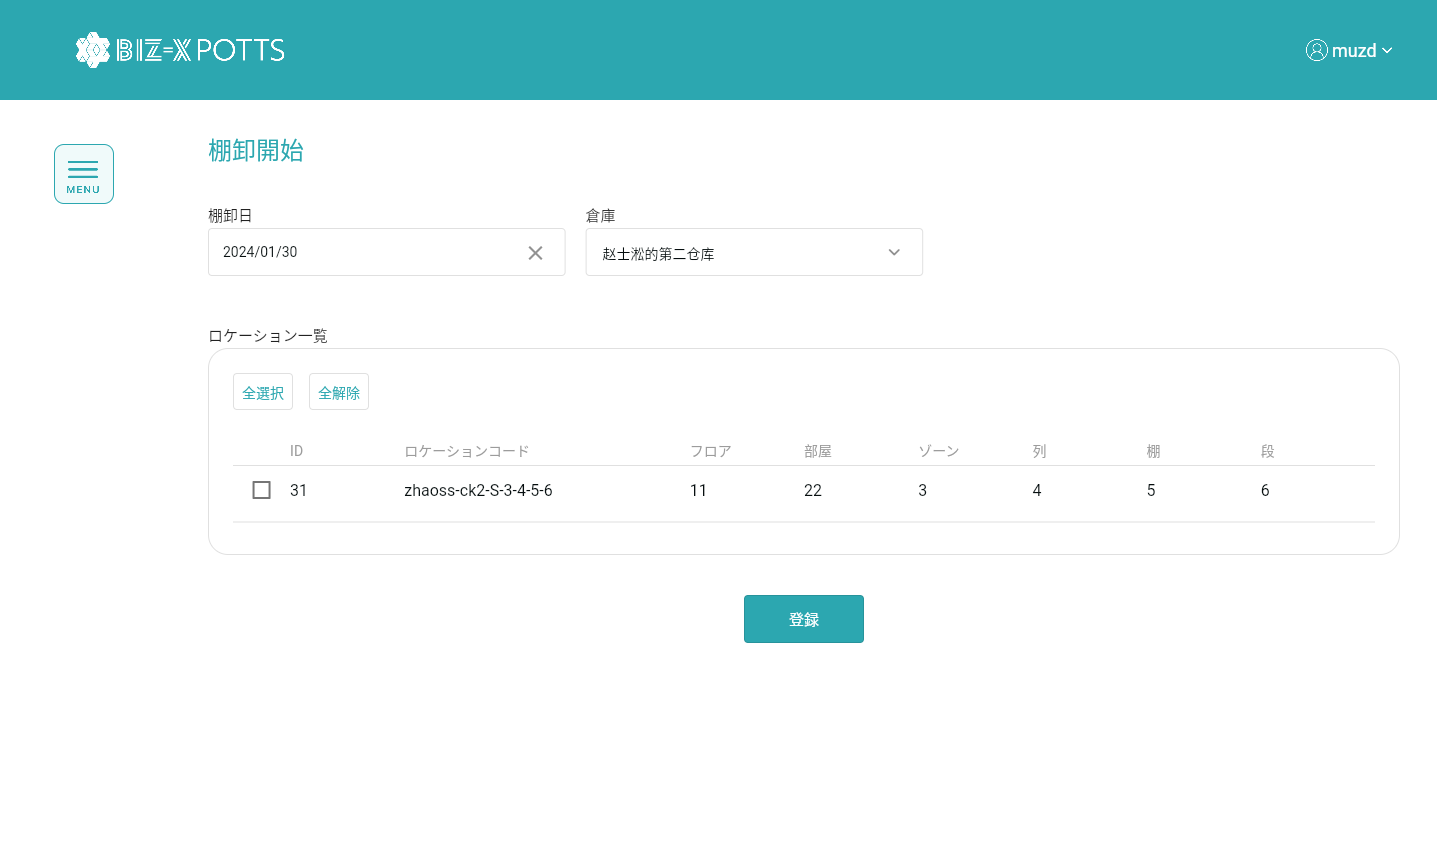 BIZ-X POTTS
muzd
MENU
棚卸開始
棚卸日
倉庫
2024/01/30
赵士淞的第二仓库
ロケーション一覧
全選択 全解除
ID ロケーションコード フロア 部屋 ゾーン 列 棚 段
31 zhaoss-ck2-S-3-4-5-6 11 22 3 4 5 6
登録